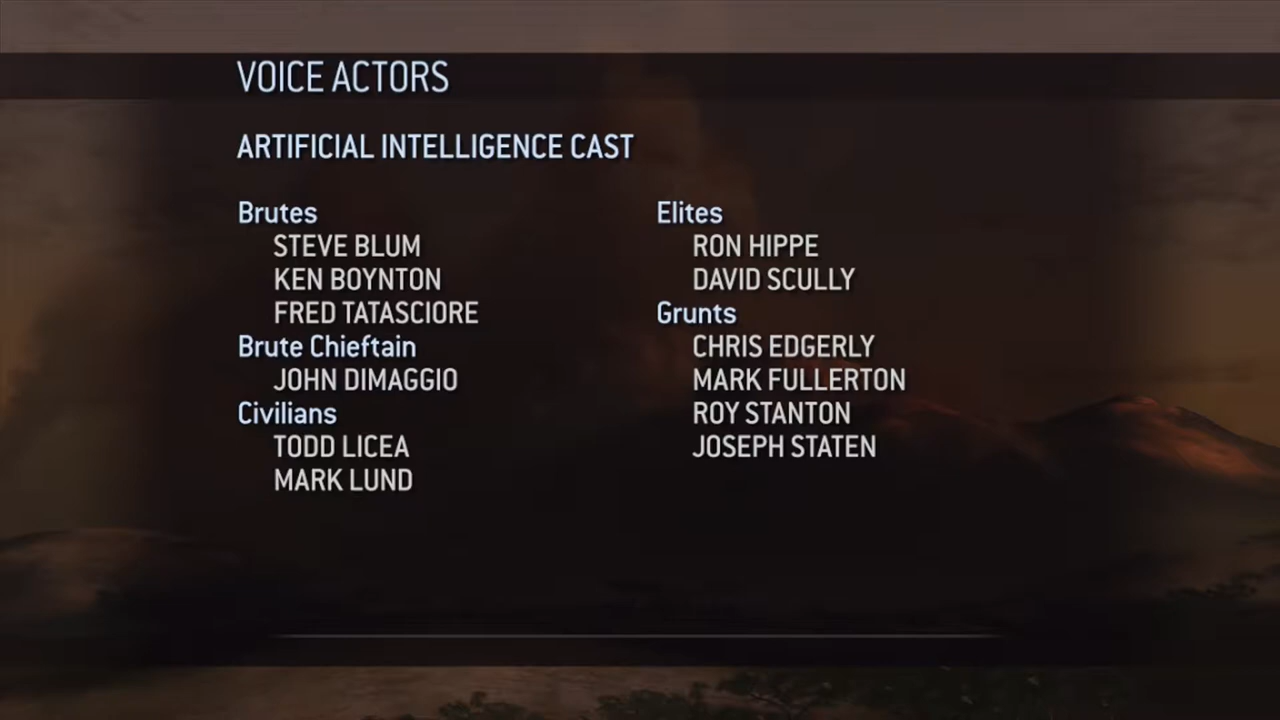 VOICE ACTORS
ARTIFICIAL INTELLIGENCE CAST
Brutes
STEVE BLUM
KEN BOYNTON
FRED TATASCIORE
Brute Chieftain
JOHN DIMAGGIO
Civilians
TODD LICEA
MARK LUND
Elites
RON HIPPE
DAVID SCULLY
Grunts
CHRIS EDGERLY
MARK FULLERTON
ROY STANTON
JOSEPH STATEN